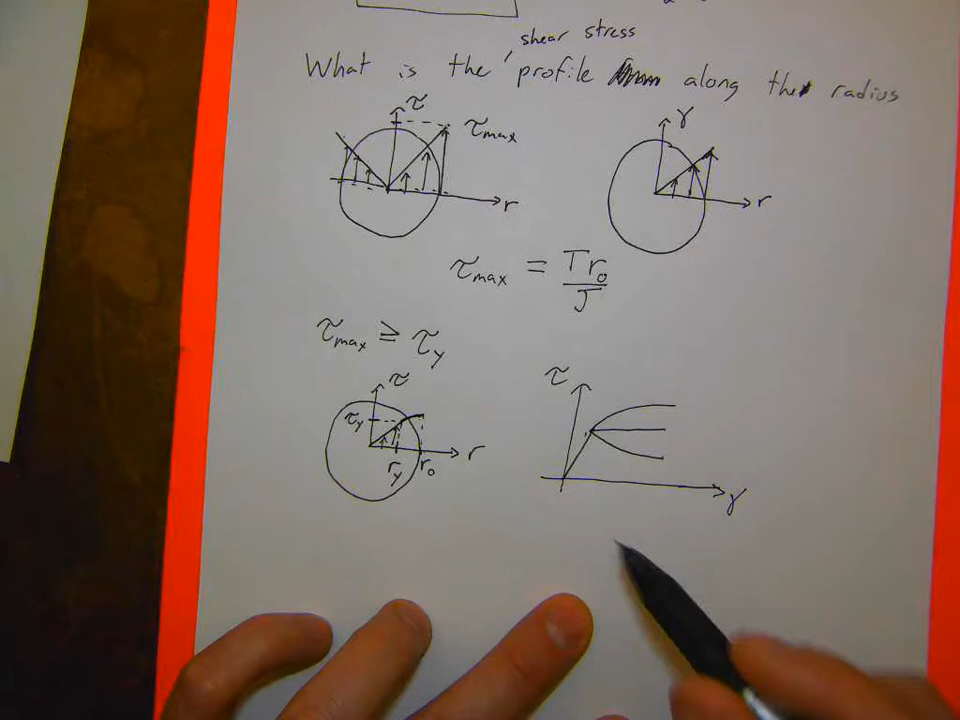 shear stress
What is the profile along the radius
τ τmax r
γ r
τmax = Tr₀/J
τmax ≥ τy
τ τy ry r₀ r
τ γ